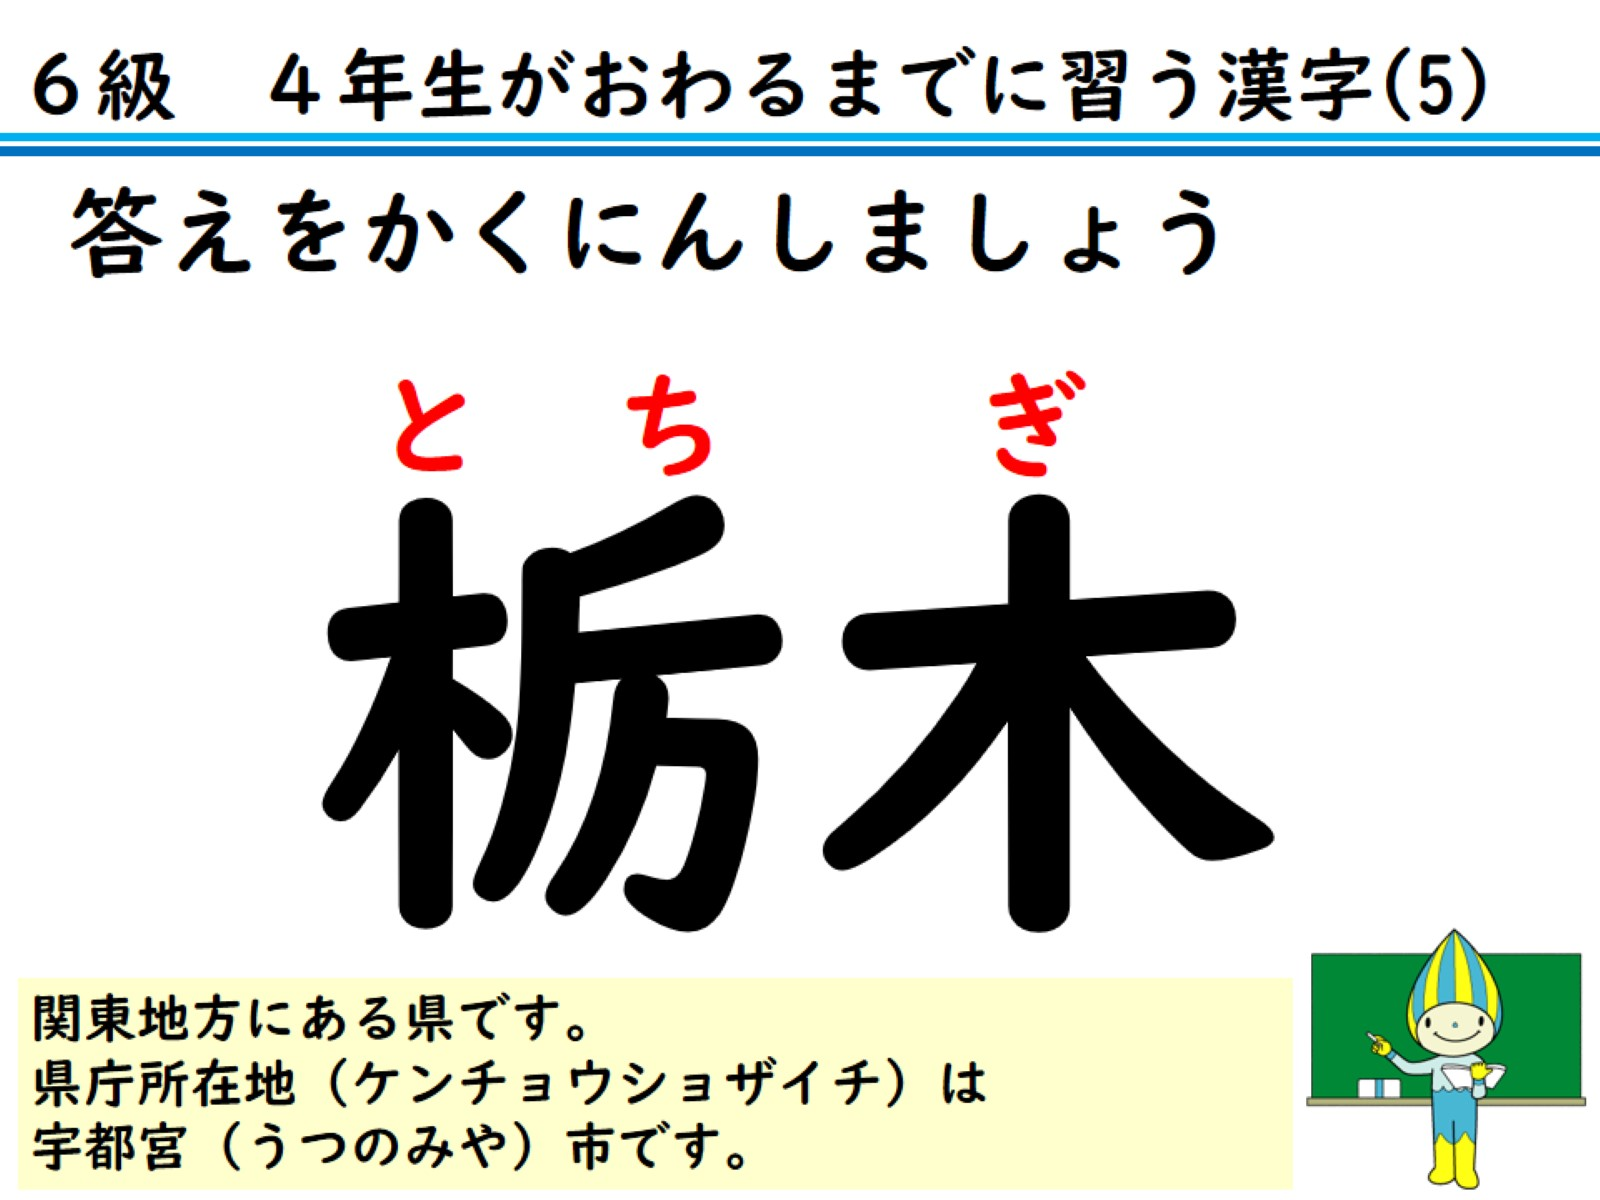 ６級　４年生がおわるまでに習う漢字(5)
答えをかくにんしましょう
とちぎ
栃木
関東地方にある県です。
県庁所在地（ケンチョウショザイチ）は
宇都宮（うつのみや）市です。